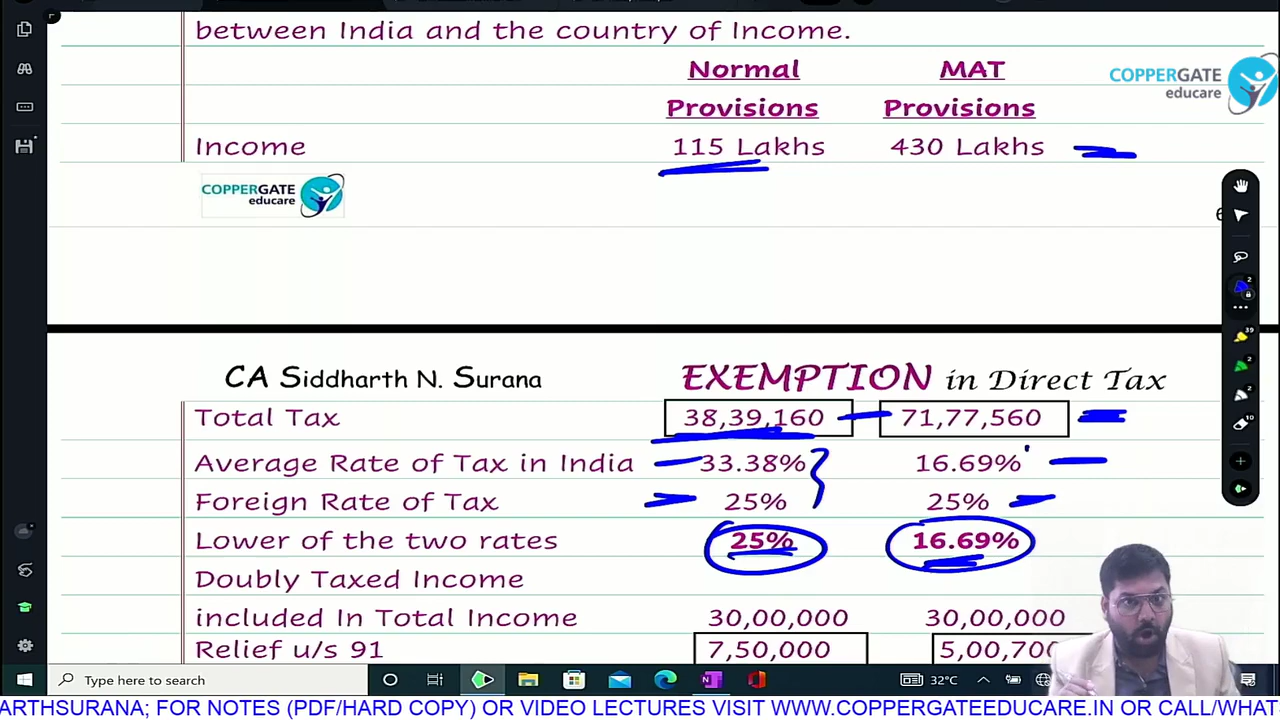 between India and the country of Income.
Normal MAT
Provisions Provisions
COPPERGATE
educare
Income 115 Lakhs 430 Lakhs
COPPERGATE
educare
CA Siddharth N. Surana EXEMPTION in Direct Tax
Total Tax 38,39,160 71,77,560
Average Rate of Tax in India 33.38% 16.69%
Foreign Rate of Tax 25% 25%
Lower of the two rates 25% 16.69%
Doubly Taxed Income
included In Total Income 30,00,000 30,00,000
Relief u/s 91 7,50,000 5,00,700
Type here to search 32°C
ARTHSURANA; FOR NOTES (PDF/HARD COPY) OR VIDEO LECTURES VISIT WWW.COPPERGATEEDUCARE.IN OR CALL/WHAT